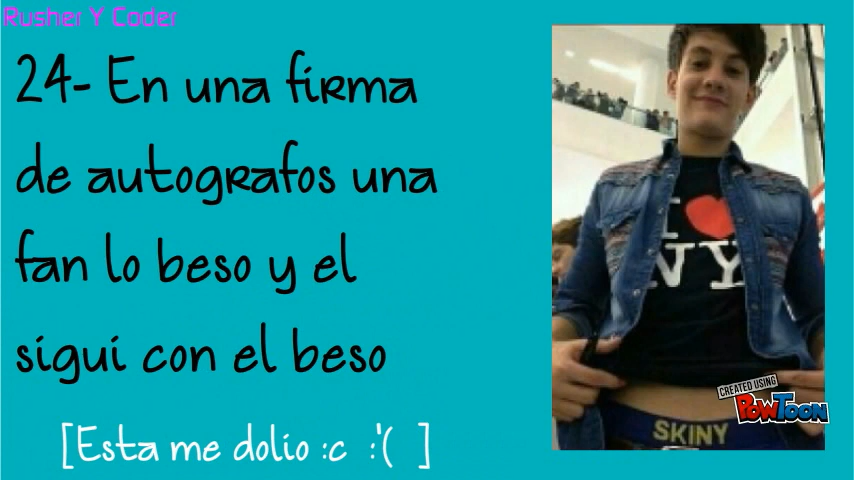 Rusher Y Coder
24- En una firma
de autografos una
fan lo beso y el
sigui con el beso
[Esta me dolio :c :'( ]
I ❤
NY
CREATED USING
POWTOON
SKINY